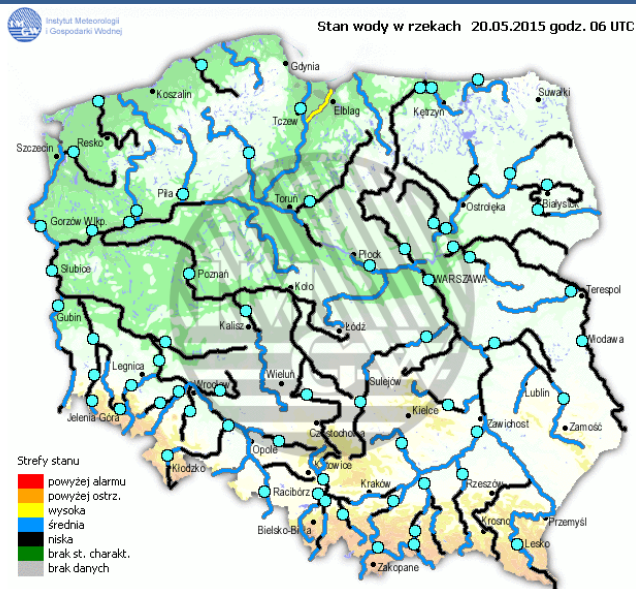 Instytut Meteorologii
i Gospodarki Wodnej
Stan wody w rzekach 20.05.2015 godz. 06 UTC
Gdynia
Koszalin
Suwałki
Elbląg
Kętrzyn
Tczew
Resko
Szczecin
Piła
Toruń
Ostrołęka
Białystok
Gorzów Wlkp.
Płock
Słubice
Poznań
WARSZAWA
Koło
Terespol
Gubin
Kalisz
Łódź
Włodawa
Legnica
Wieluń
Sulejów
Wrocław
Lublin
Jelenia Góra
Kielce
Zawichost
Zamość
Częstochowa
Opole
Strefy stanu
Kłodzko
Katowice
powyżej alarmu
Racibórz
Kraków
Rzeszów
powyżej ostrz.
wysoka
Krosno
Przemyśl
średnia
Bielsko-Biała
niska
Lesko
brak st. charakt.
Zakopane
brak danych